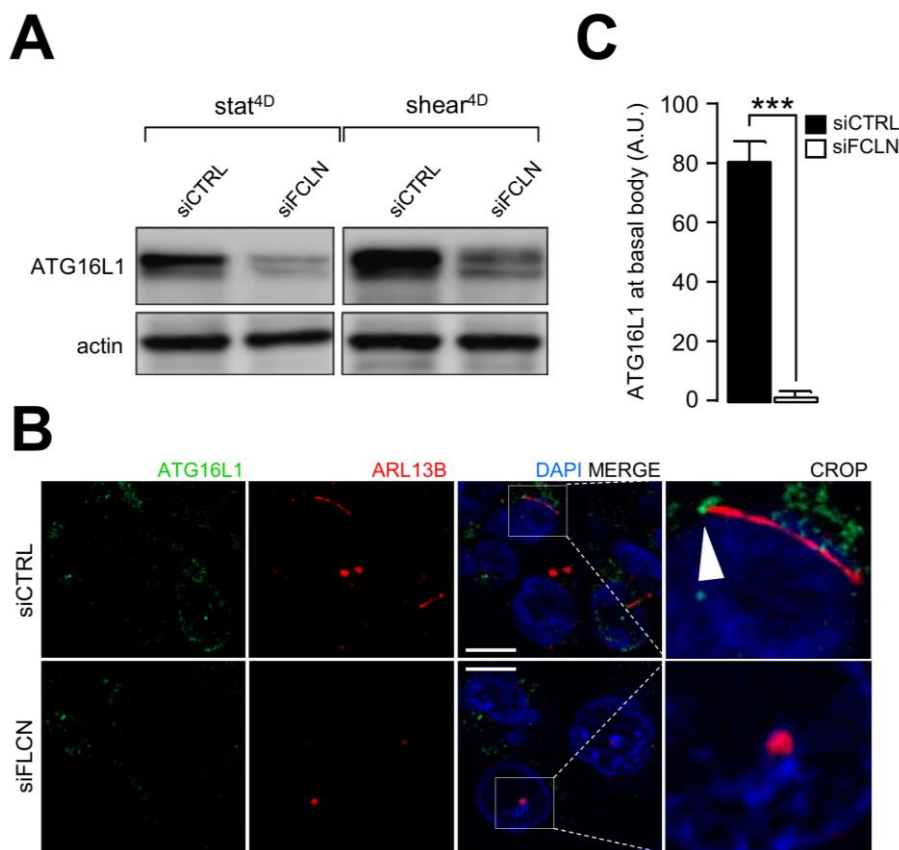 A
stat4D shear4D
siCTRL siFCLN siCTRL siFCLN
ATG16L1
actin
C
ATG16L1 at basal body (A.U.)
100
80
60
40
20
0
***
siCTRL
siFCLN
B
ATG16L1 ARL13B DAPI MERGE CROP
siCTRL
siFLCN